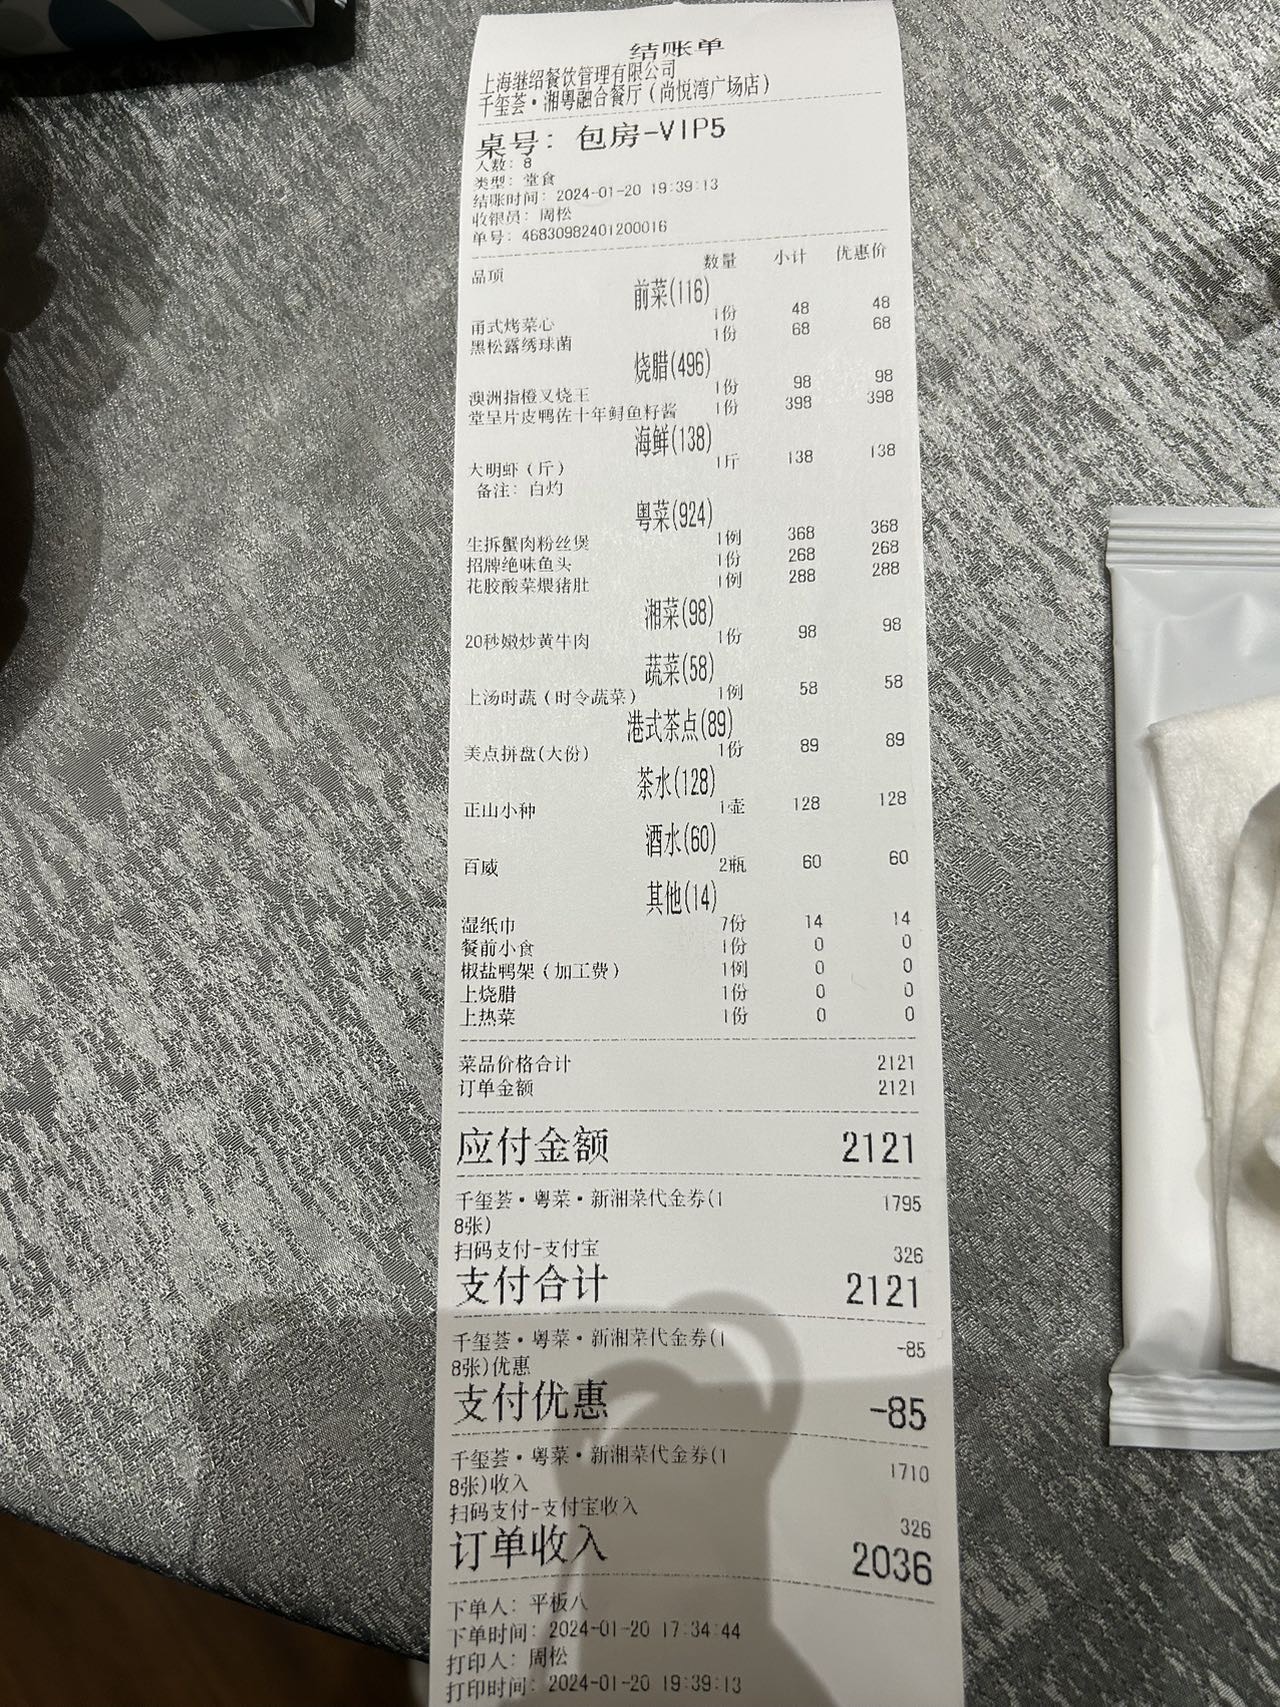 结账单
上海继绍餐饮管理有限公司
千玺荟·湘粤融合餐厅(尚悦湾广场店)
桌号: 包房-VIP5
人数: 8
类型: 堂食
结账时间: 2024-01-20 19:39:13
收银员: 周松
单号: 46830982401200016
品项 数量 小计 优惠价
前菜(116)
甬式烤菜心 1份 48 48
黑松露绣球菌 1份 68 68
烧腊(496)
澳洲指橙叉烧王 1份 98 98
堂呈片皮鸭佐十年鲟鱼籽酱 1份 398 398
海鲜(138)
大明虾(斤) 1斤 138 138
备注: 白灼
粤菜(924)
生拆蟹肉粉丝煲 1例 368 368
招牌绝味鱼头 1份 268 268
花胶酸菜煨猪肚 1例 288 288
湘菜(98)
20秒嫩炒黄牛肉 1份 98 98
蔬菜(58)
上汤时蔬(时令蔬菜) 1例 58 58
港式茶点(89)
美点拼盘(大份) 1份 89 89
茶水(128)
正山小种 1壶 128 128
酒水(60)
百威 2瓶 60 60
其他(14)
湿纸巾 7份 14 14
餐前小食 1份 0 0
椒盐鸭架(加工费) 1例 0 0
上烧腊 1份 0 0
上热菜 1份 0 0
菜品价格合计 2121
订单金额 2121
应付金额 2121
千玺荟·粤菜·新湘菜代金券(1 1795
8张)
扫码支付-支付宝 326
支付合计 2121
千玺荟·粤菜·新湘菜代金券(1 -85
8张)优惠
支付优惠 -85
千玺荟·粤菜·新湘菜代金券(1 1710
8张)收入
扫码支付-支付宝收入 326
订单收入 2036
下单人: 平板八
下单时间: 2024-01-20 17:34:44
打印人: 周松
打印时间: 2024-01-20 19:39:13